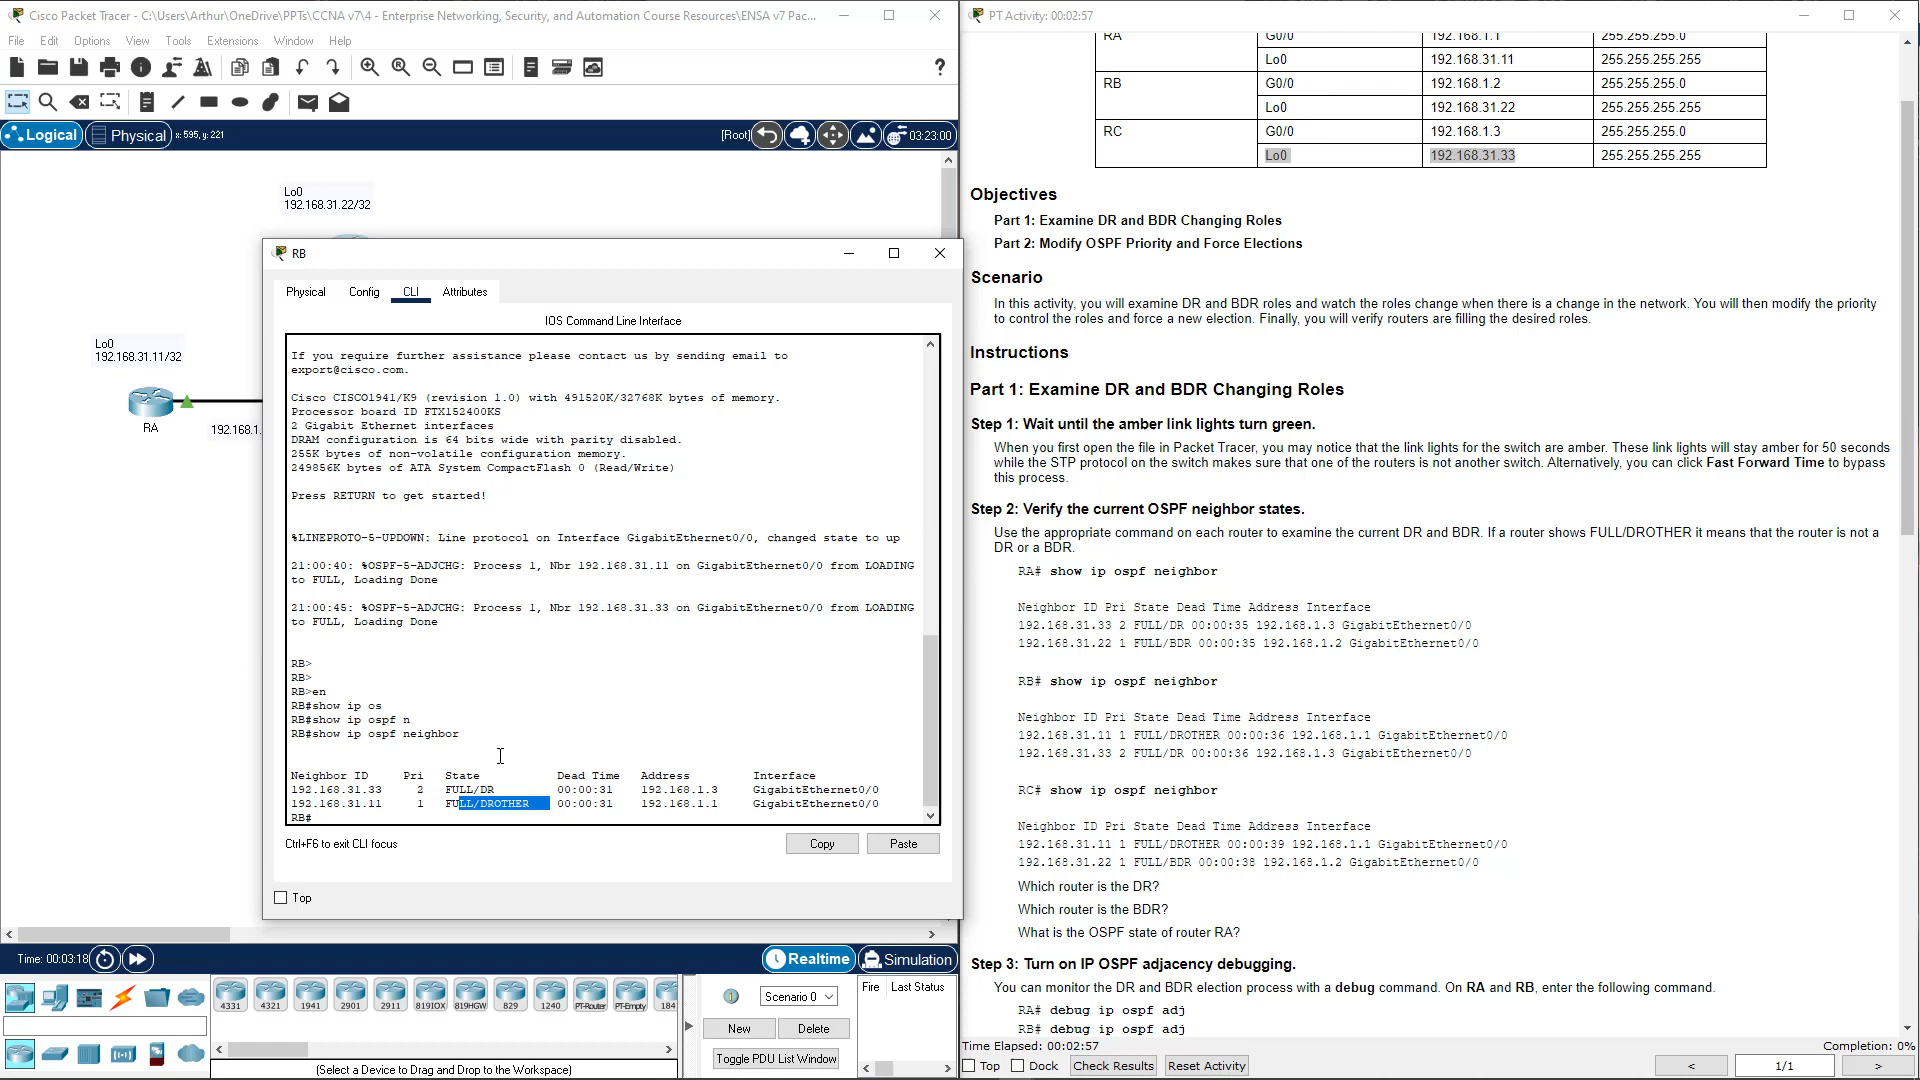 Cisco Packet Tracer - C:\Users\Arthur\OneDrive\PPTs\CCNA v7\4 - Enterprise Networking, Security, and Automation Course Resources\ENSA v7 Pac...
File Edit Options View Tools Extensions Window Help
?
Logical Physical x: 595, y: 221 [Root] 03:23:00
Lo0
192.168.31.22/32
Lo0
192.168.31.11/32
RA
192.168.1.
RB
Physical Config CLI Attributes
IOS Command Line Interface
If you require further assistance please contact us by sending email to
export@cisco.com.
Cisco CISCO1941/K9 (revision 1.0) with 491520K/32768K bytes of memory.
Processor board ID FTX152400KS
2 Gigabit Ethernet interfaces
DRAM configuration is 64 bits wide with parity disabled.
255K bytes of non-volatile configuration memory.
249856K bytes of ATA System CompactFlash 0 (Read/Write)
Press RETURN to get started!
%LINEPROTO-5-UPDOWN: Line protocol on Interface GigabitEthernet0/0, changed state to up
21:00:40: %OSPF-5-ADJCHG: Process 1, Nbr 192.168.31.11 on GigabitEthernet0/0 from LOADING
to FULL, Loading Done
21:00:45: %OSPF-5-ADJCHG: Process 1, Nbr 192.168.31.33 on GigabitEthernet0/0 from LOADING
to FULL, Loading Done
RB>
RB>
RB>en
RB#show ip os
RB#show ip ospf n
RB#show ip ospf neighbor
Neighbor ID Pri State Dead Time Address Interface
192.168.31.33 2 FULL/DR 00:00:31 192.168.1.3 GigabitEthernet0/0
192.168.31.11 1 FULL/DROTHER 00:00:31 192.168.1.1 GigabitEthernet0/0
RB#
Ctrl+F6 to exit CLI focus Copy Paste
Top
Time: 00:03:18 Realtime Simulation
4331 4321 1941 2901 2911 819IOX 819HGW 829 1240 PT-Router PT-Empty 184
Scenario 0
New Delete
Toggle PDU List Window
Fire Last Status
(Select a Device to Drag and Drop to the Workspace)
PT Activity: 00:02:57
RA G0/0 192.168.1.1 255.255.255.0
Lo0 192.168.31.11 255.255.255.255
RB G0/0 192.168.1.2 255.255.255.0
Lo0 192.168.31.22 255.255.255.255
RC G0/0 192.168.1.3 255.255.255.0
Lo0 192.168.31.33 255.255.255.255
Objectives
Part 1: Examine DR and BDR Changing Roles
Part 2: Modify OSPF Priority and Force Elections
Scenario
In this activity, you will examine DR and BDR roles and watch the roles change when there is a change in the network. You will then modify the priority
to control the roles and force a new election. Finally, you will verify routers are filling the desired roles.
Instructions
Part 1: Examine DR and BDR Changing Roles
Step 1: Wait until the amber link lights turn green.
When you first open the file in Packet Tracer, you may notice that the link lights for the switch are amber. These link lights will stay amber for 50 seconds
while the STP protocol on the switch makes sure that one of the routers is not another switch. Alternatively, you can click Fast Forward Time to bypass
this process.
Step 2: Verify the current OSPF neighbor states.
Use the appropriate command on each router to examine the current DR and BDR. If a router shows FULL/DROTHER it means that the router is not a
DR or a BDR.
RA# show ip ospf neighbor
Neighbor ID Pri State Dead Time Address Interface
192.168.31.33 2 FULL/DR 00:00:35 192.168.1.3 GigabitEthernet0/0
192.168.31.22 1 FULL/BDR 00:00:35 192.168.1.2 GigabitEthernet0/0
RB# show ip ospf neighbor
Neighbor ID Pri State Dead Time Address Interface
192.168.31.11 1 FULL/DROTHER 00:00:36 192.168.1.1 GigabitEthernet0/0
192.168.31.33 2 FULL/DR 00:00:36 192.168.1.3 GigabitEthernet0/0
RC# show ip ospf neighbor
Neighbor ID Pri State Dead Time Address Interface
192.168.31.11 1 FULL/DROTHER 00:00:39 192.168.1.1 GigabitEthernet0/0
192.168.31.22 1 FULL/BDR 00:00:38 192.168.1.2 GigabitEthernet0/0
Which router is the DR?
Which router is the BDR?
What is the OSPF state of router RA?
Step 3: Turn on IP OSPF adjacency debugging.
You can monitor the DR and BDR election process with a debug command. On RA and RB, enter the following command.
RA# debug ip ospf adj
RB# debug ip ospf adj
Time Elapsed: 00:02:57 Completion: 0%
Top Dock Check Results Reset Activity < 1/1 >